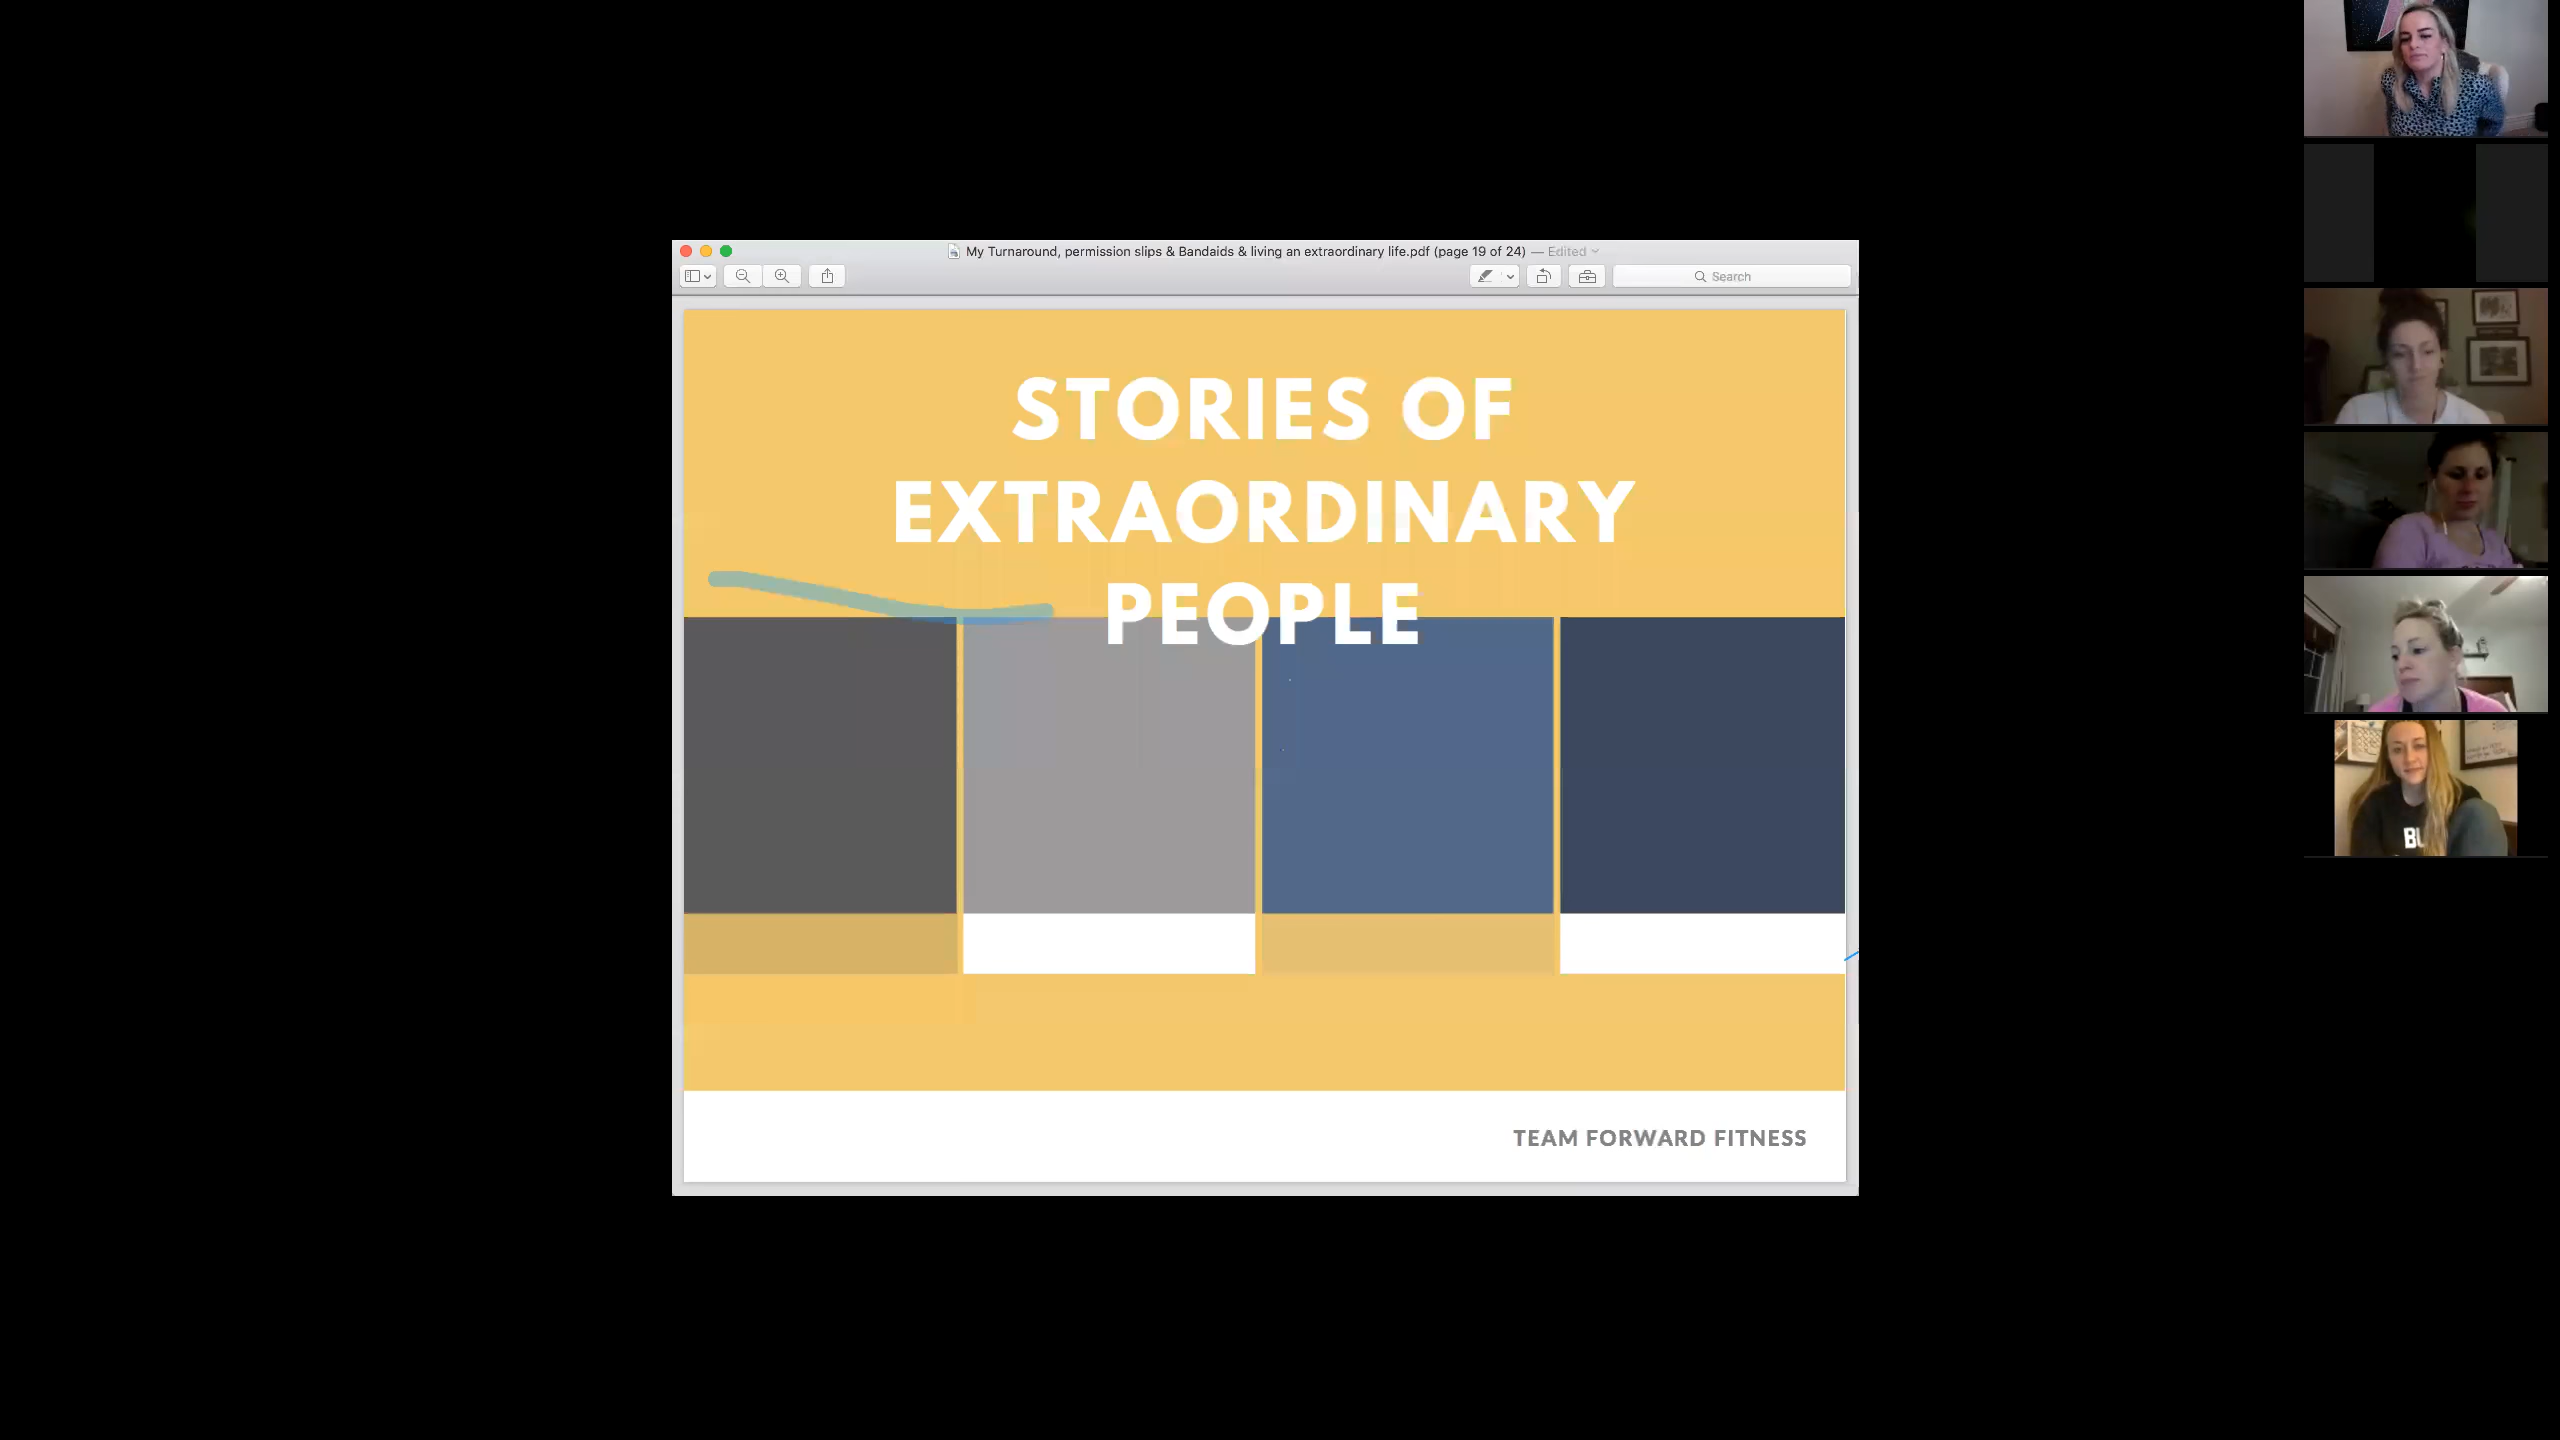 My Turnaround, permission slips & Bandaids & living an extraordinary life.pdf (page 19 of 24) — Edited
Search
STORIES OF
EXTRAORDINARY
PEOPLE
TEAM FORWARD FITNESS
BU